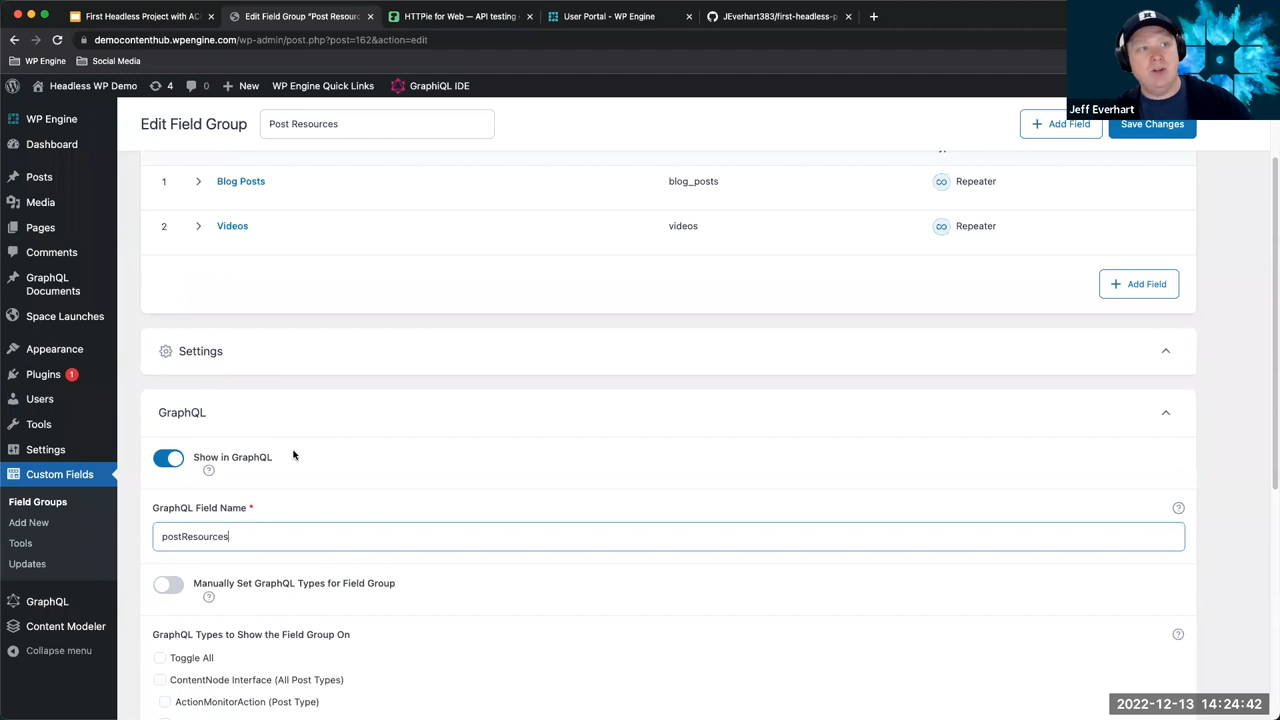 First Headless Project with AC
Edit Field Group "Post Resourc
HTTPie for Web — API testing
User Portal - WP Engine
JEverhart383/first-headless-p
democontenthub.wpengine.com/wp-admin/post.php?post=162&action=edit
WP Engine
Social Media
Headless WP Demo
4
0
New
WP Engine Quick Links
GraphiQL IDE
Jeff Everhart
WP Engine
Dashboard
Posts
Media
Pages
Comments
GraphQL
Documents
Space Launches
Appearance
Plugins 1
Users
Tools
Settings
Custom Fields
Field Groups
Add New
Tools
Updates
GraphQL
Content Modeler
Collapse menu
Edit Field Group
Post Resources
Add Field
Save Changes
1 Blog Posts blog_posts Repeater
2 Videos videos Repeater
Add Field
Settings
GraphQL
Show in GraphQL
GraphQL Field Name *
postResources
Manually Set GraphQL Types for Field Group
GraphQL Types to Show the Field Group On
Toggle All
ContentNode Interface (All Post Types)
ActionMonitorAction (Post Type)
2022-12-13 14:24:42